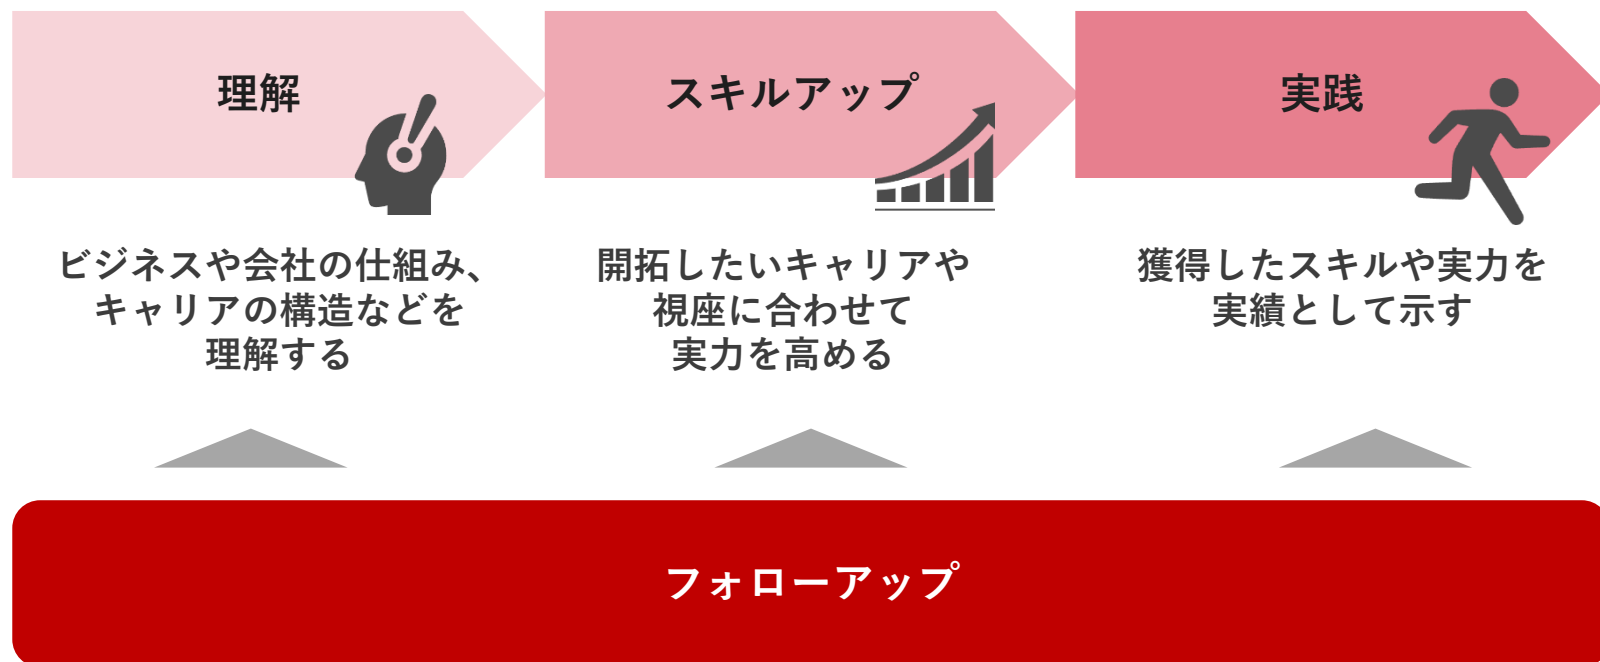 理解
スキルアップ
実践
ビジネスや会社の仕組み、
キャリアの構造などを
理解する
開拓したいキャリアや
視座に合わせて
実力を高める
獲得したスキルや実力を
実績として示す
フォローアップ